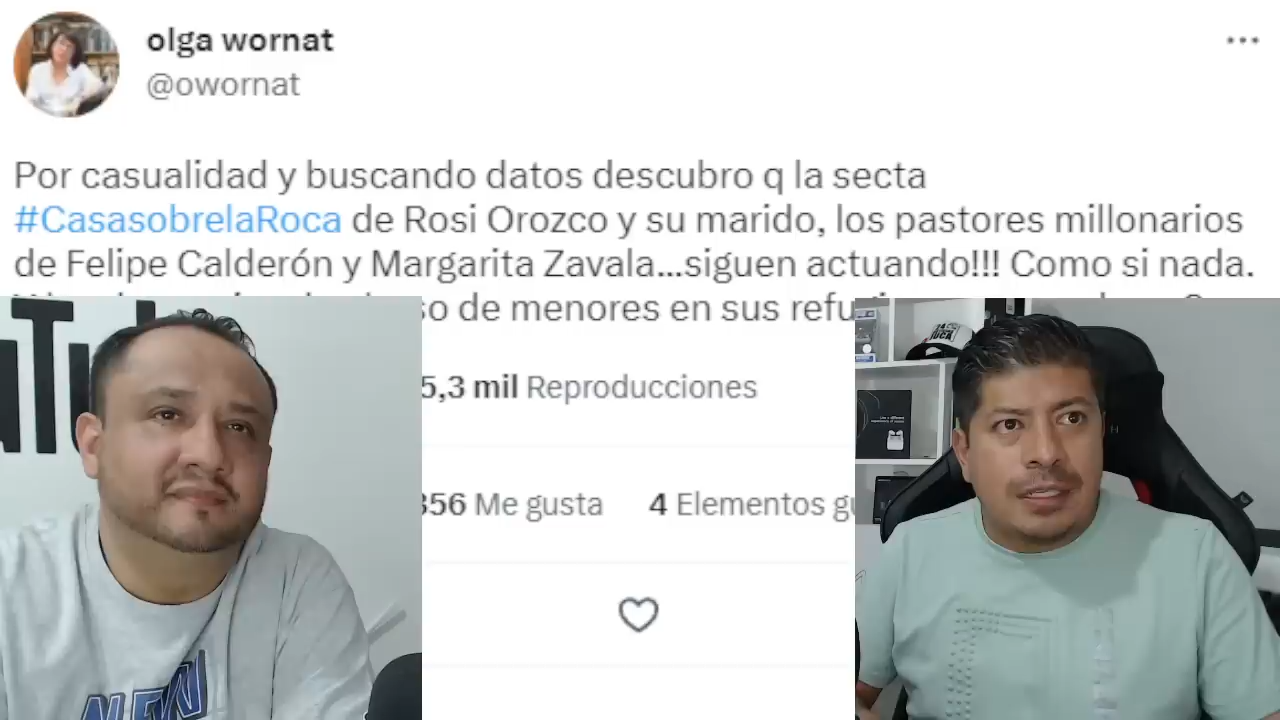 olga wornat
@owornat
Por casualidad y buscando datos descubro q la secta
#CasasobrelaRoca de Rosi Orozco y su marido, los pastores millonarios
de Felipe Calderón y Margarita Zavala...siguen actuando!!! Como si nada.
de menores en sus
5,3 mil Reproducciones
356 Me gusta 4 Elementos